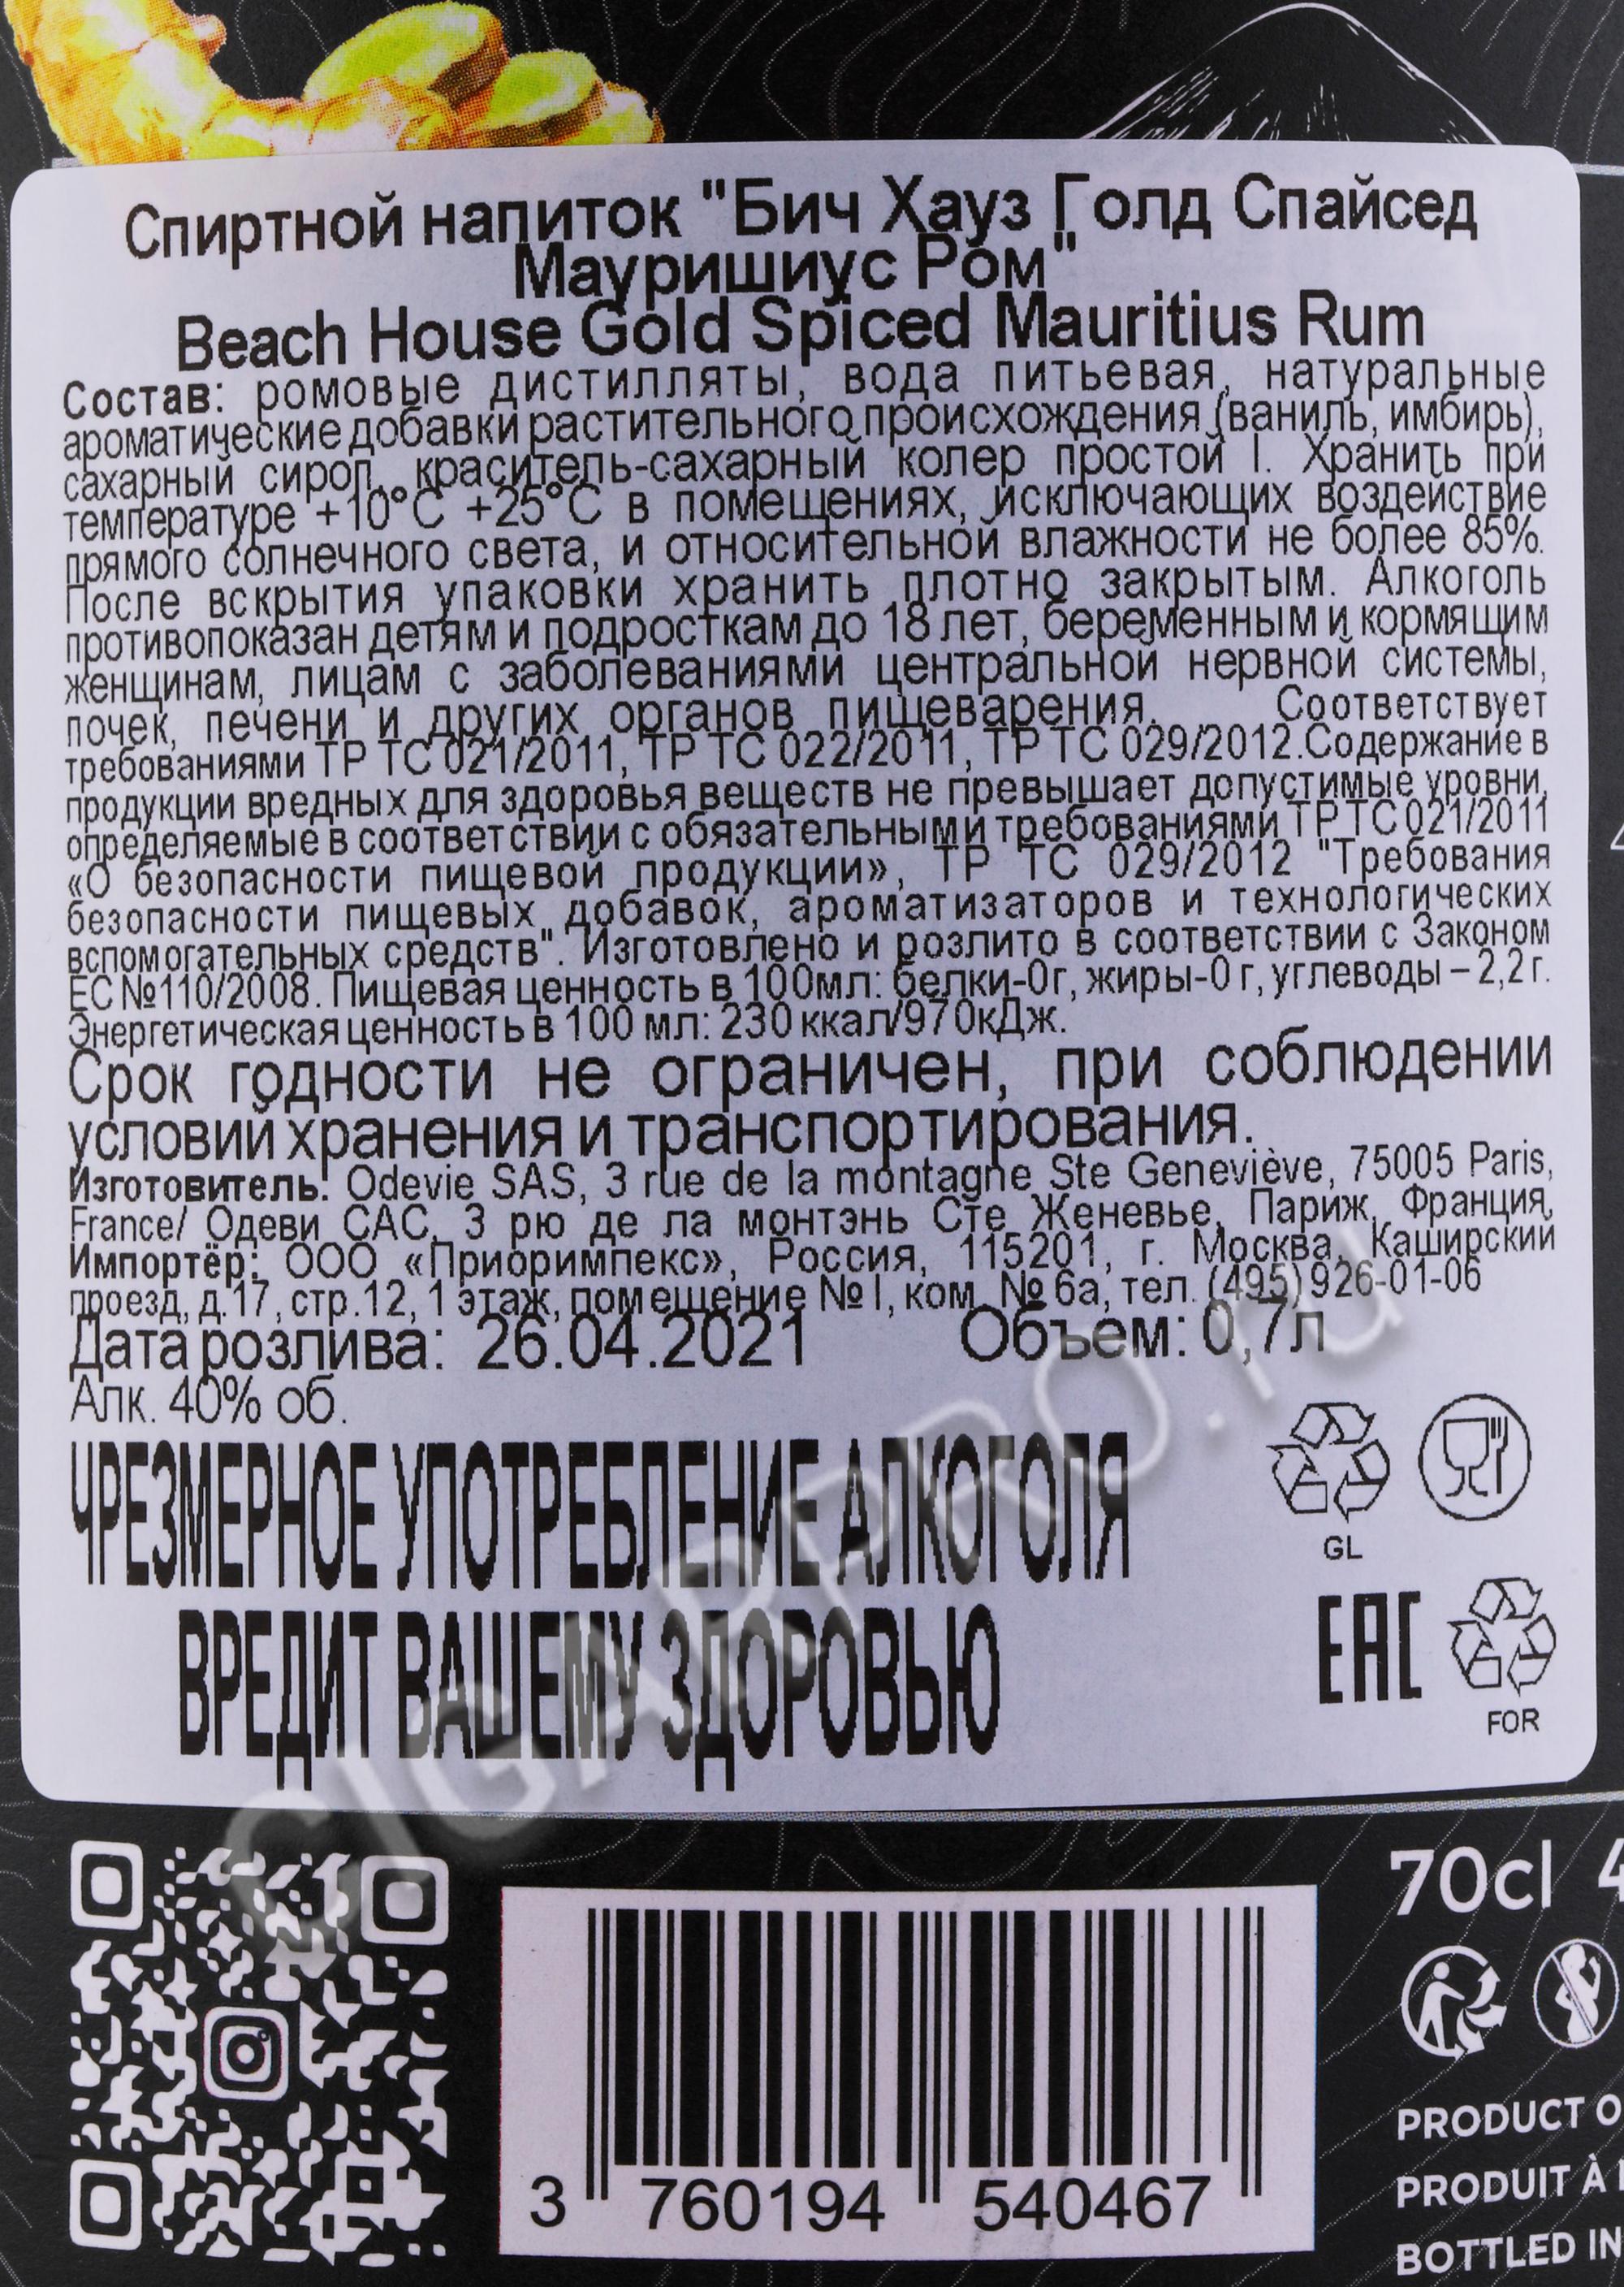 Спиртной напиток "Бич Хауз Голд Спайсед
Мауришиус Ром"
Beach House Gold Spiced Mauritius Rum
Состав: ромовые дистилляты, вода питьевая, натуральные
ароматические добавки растительного происхождения (ваниль, имбирь),
сахарный сироп, краситель-сахарный колер простой I. Хранить при
температуре +10°C +25°C в помещениях, исключающих воздействие
прямого солнечного света, и относительной влажности не более 85%.
После вскрытия упаковки хранить плотно закрытым. Алкоголь
противопоказан детям и подросткам до 18 лет, беременным и кормящим
женщинам, лицам с заболеваниями центральной нервной системы,
почек, печени и других органов пищеварения. Соответствует
требованиями ТР ТС 021/2011, ТР ТС 022/2011, ТР ТС 029/2012.Содержание в
продукции вредных для здоровья веществ не превышает допустимые уровни,
определяемые в соответствии с обязательными требованиями ТР ТС 021/2011
«О безопасности пищевой продукции», ТР ТС 029/2012 "Требования
безопасности пищевых добавок, ароматизаторов и технологических
вспомогательных средств". Изготовлено и розлито в соответствии с Законом
ЕС №110/2008. Пищевая ценность в 100мл: белки-0г, жиры-0 г, углеводы – 2,2 г.
Энергетическая ценность в 100 мл: 230 ккал/970кДж.
Срок годности не ограничен, при соблюдении
условий хранения и транспортирования.
Изготовитель: Odevie SAS, 3 rue de la montagne Ste Geneviève, 75005 Paris,
France/ Одеви САС, 3 рю де ла монтэнь Сте Женевье, Париж, Франция,
Импортёр: ООО «Приоримпекс», Россия, 115201, г. Москва, Каширский
проезд, д.17, стр.12, 1 этаж, помещение № I, ком. № 6а, тел. (495) 926-01-06
Дата розлива: 26.04.2021 Объем: 0,7л
Алк. 40% об.
ЧРЕЗМЕРНОЕ УПОТРЕБЛЕНИЕ АЛКОГОЛЯ
ВРЕДИТ ВАШЕМУ ЗДОРОВЬЮ
GL
EAC
FOR
CIGARPRO.ru
70cl 4
3 760194 540467
PRODUCT O
PRODUIT À
BOTTLED IN